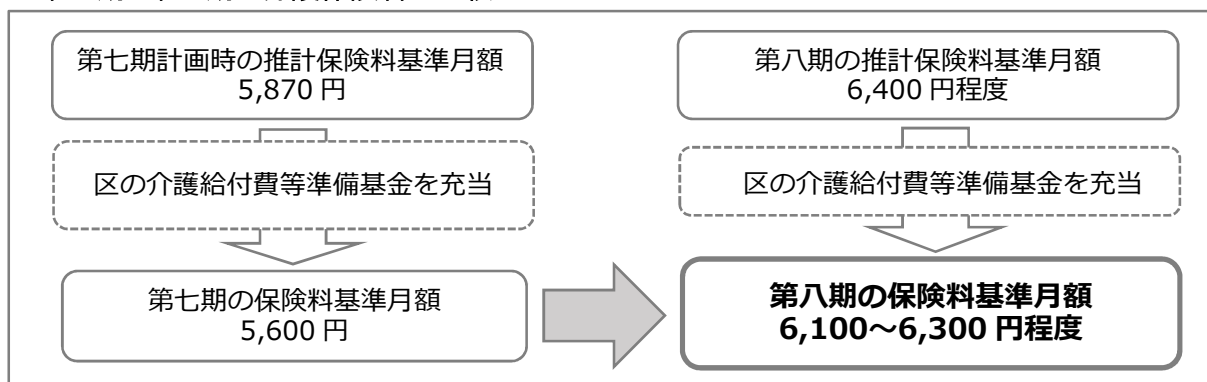 第七期計画時の推計保険料基準月額
5,870 円
区の介護給付費等準備基金を充当
第七期の保険料基準月額
5,600 円
第八期の推計保険料基準月額
6,400 円程度
区の介護給付費等準備基金を充当
第八期の保険料基準月額
6,100～6,300 円程度